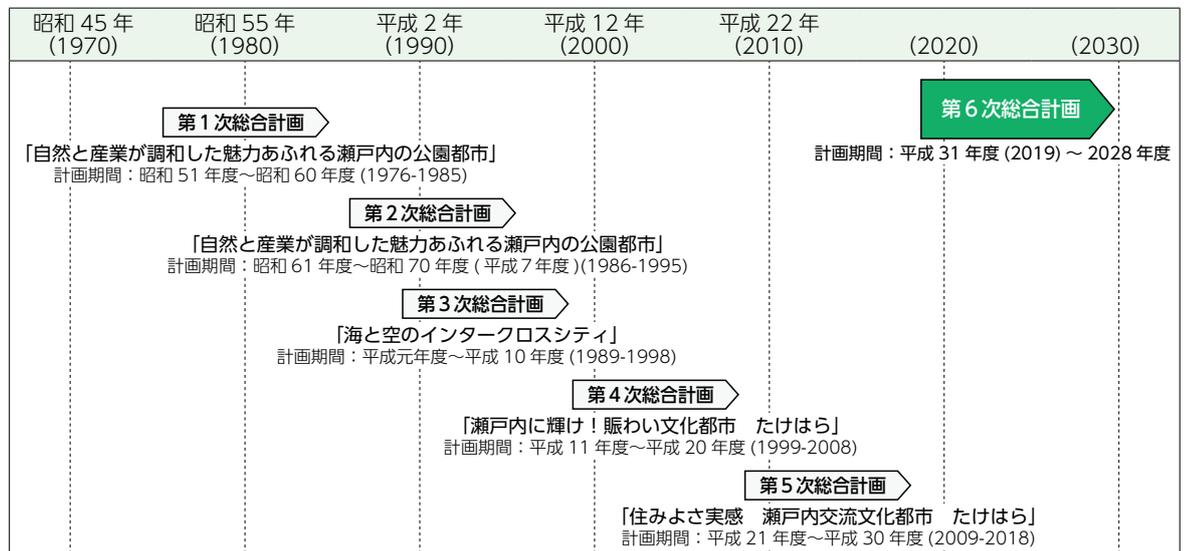 昭和 45 年 昭和 55 年 平成 2 年 平成 12 年 平成 22 年
(1970) (1980) (1990) (2000) (2010) (2020) (2030)
第1次総合計画
「自然と産業が調和した魅力あふれる瀬戸内の公園都市」
計画期間：昭和 51 年度～昭和 60 年度 (1976-1985)
第2次総合計画
「自然と産業が調和した魅力あふれる瀬戸内の公園都市」
計画期間：昭和 61 年度～昭和 70 年度 ( 平成 7 年度 )(1986-1995)
第3次総合計画
「海と空のインタークロスシティ」
計画期間：平成元年度～平成 10 年度 (1989-1998)
第4次総合計画
「瀬戸内に輝け！賑わい文化都市　たけはら」
計画期間：平成 11 年度～平成 20 年度 (1999-2008)
第5次総合計画
「住みよさ実感　瀬戸内交流文化都市　たけはら」
計画期間：平成 21 年度～平成 30 年度 (2009-2018)
第6次総合計画
計画期間：平成 31 年度 (2019) ～ 2028 年度